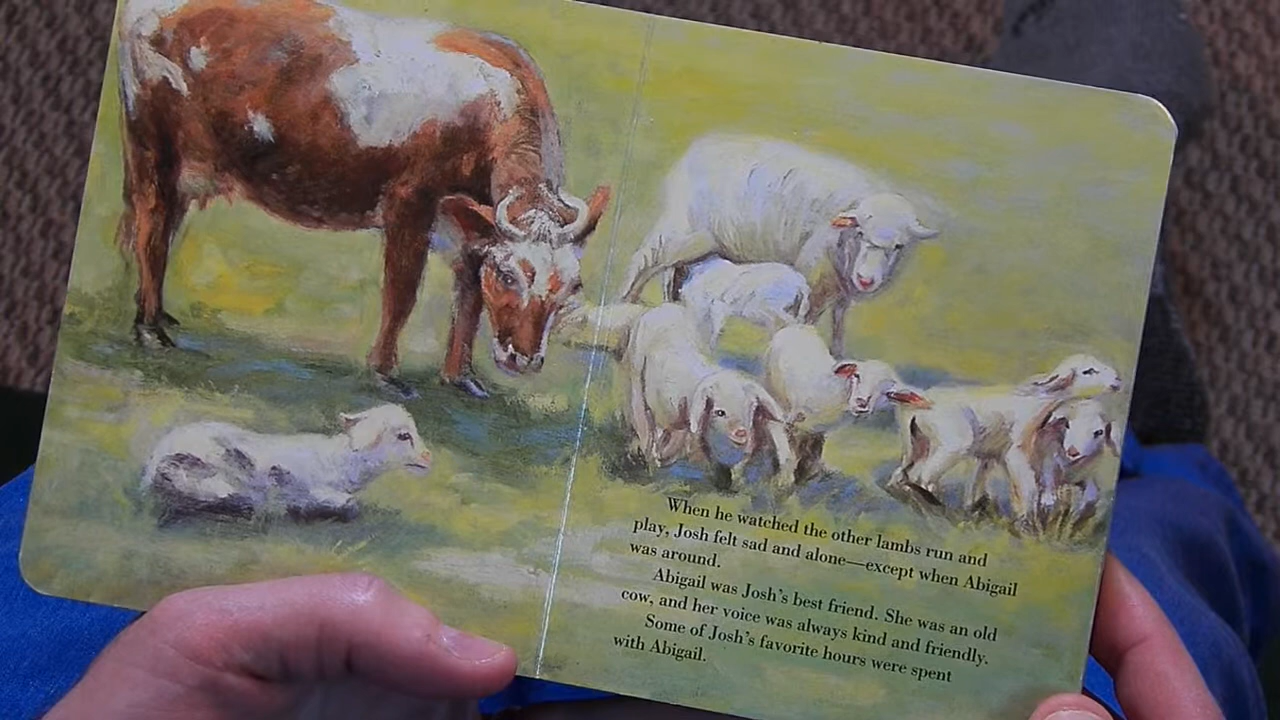 When he watched the other lambs run and
play, Josh felt sad and alone—except when Abigail
was around.
Abigail was Josh's best friend. She was an old
cow, and her voice was always kind and friendly.
Some of Josh's favorite hours were spent
with Abigail.